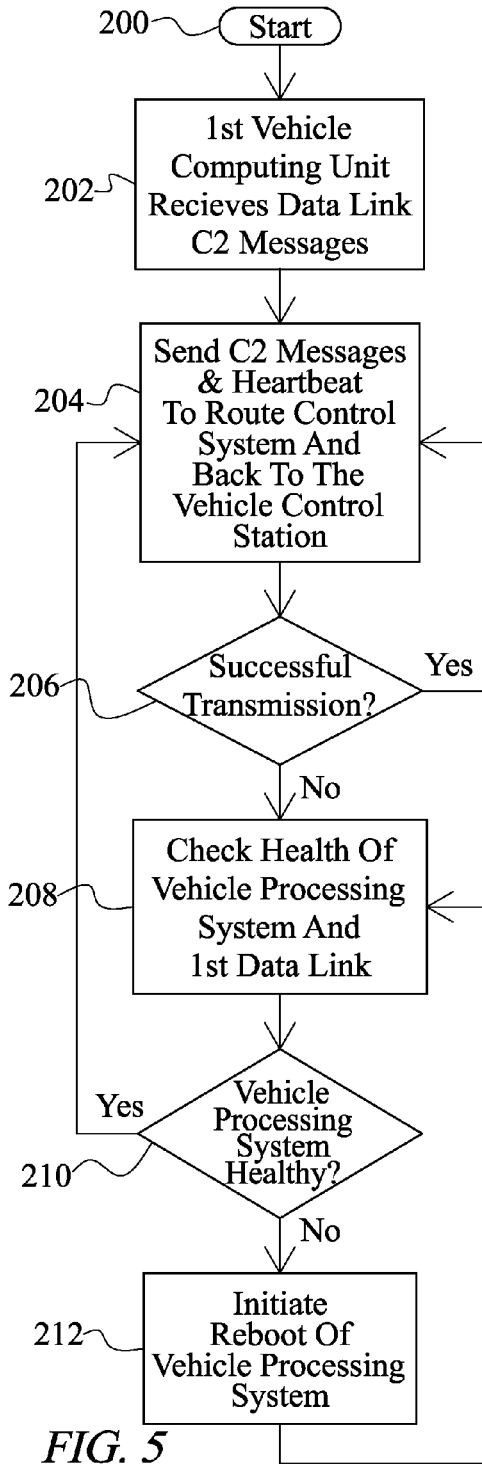 200
Start
202
1st Vehicle
Computing Unit
Recieves Data Link
C2 Messages
204
Send C2 Messages
& Heartbeat
To Route Control
System And
Back To The
Vehicle Control
Station
206
Successful
Transmission?
Yes
No
208
Check Health Of
Vehicle Processing
System And
1st Data Link
Yes
210
Vehicle
Processing
System
Healthy?
No
212
Initiate
Reboot Of
Vehicle Processing
System
FIG. 5